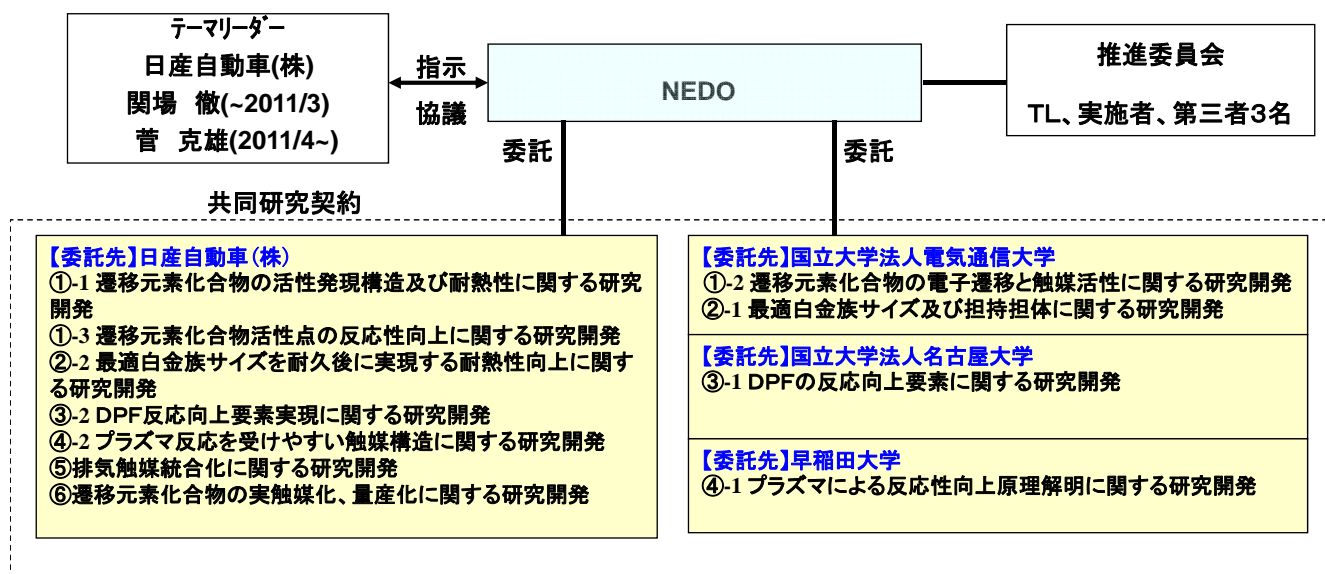 テーマリーダー
日産自動車(株)
関場 徹(~2011/3)
菅 克雄(2011/4~)
指示
協議
NEDO
推進委員会
TL、実施者、第三者3名
委託
委託
共同研究契約
【委託先】日産自動車(株)
①-1 遷移元素化合物の活性発現構造及び耐熱性に関する研究
開発
①-3 遷移元素化合物活性点の反応性向上に関する研究開発
②-2 最適白金族サイズを耐久後に実現する耐熱性向上に関す
る研究開発
③-2 DPF反応向上要素実現に関する研究開発
④-2 プラズマ反応を受けやすい触媒構造に関する研究開発
⑤排気触媒統合化に関する研究開発
⑥遷移元素化合物の実触媒化、量産化に関する研究開発
【委託先】国立大学法人電気通信大学
①-2 遷移元素化合物の電子遷移と触媒活性に関する研究開発
②-1 最適白金族サイズ及び担持担体に関する研究開発
【委託先】国立大学法人名古屋大学
③-1 DPFの反応向上要素に関する研究開発
【委託先】早稲田大学
④-1 プラズマによる反応性向上原理解明に関する研究開発